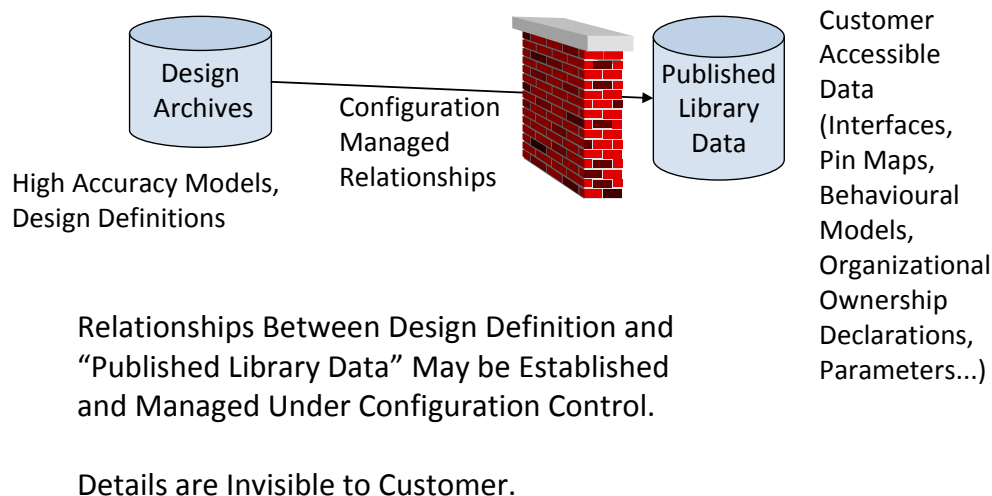 Design
Archives
High Accuracy Models,
Design Definitions
Configuration
Managed
Relationships
Published
Library
Data
Customer
Accessible
Data
(Interfaces,
Pin Maps,
Behavioural
Models,
Organizational
Ownership
Declarations,
Parameters...)
Relationships Between Design Definition and
“Published Library Data” May be Established
and Managed Under Configuration Control.
Details are Invisible to Customer.